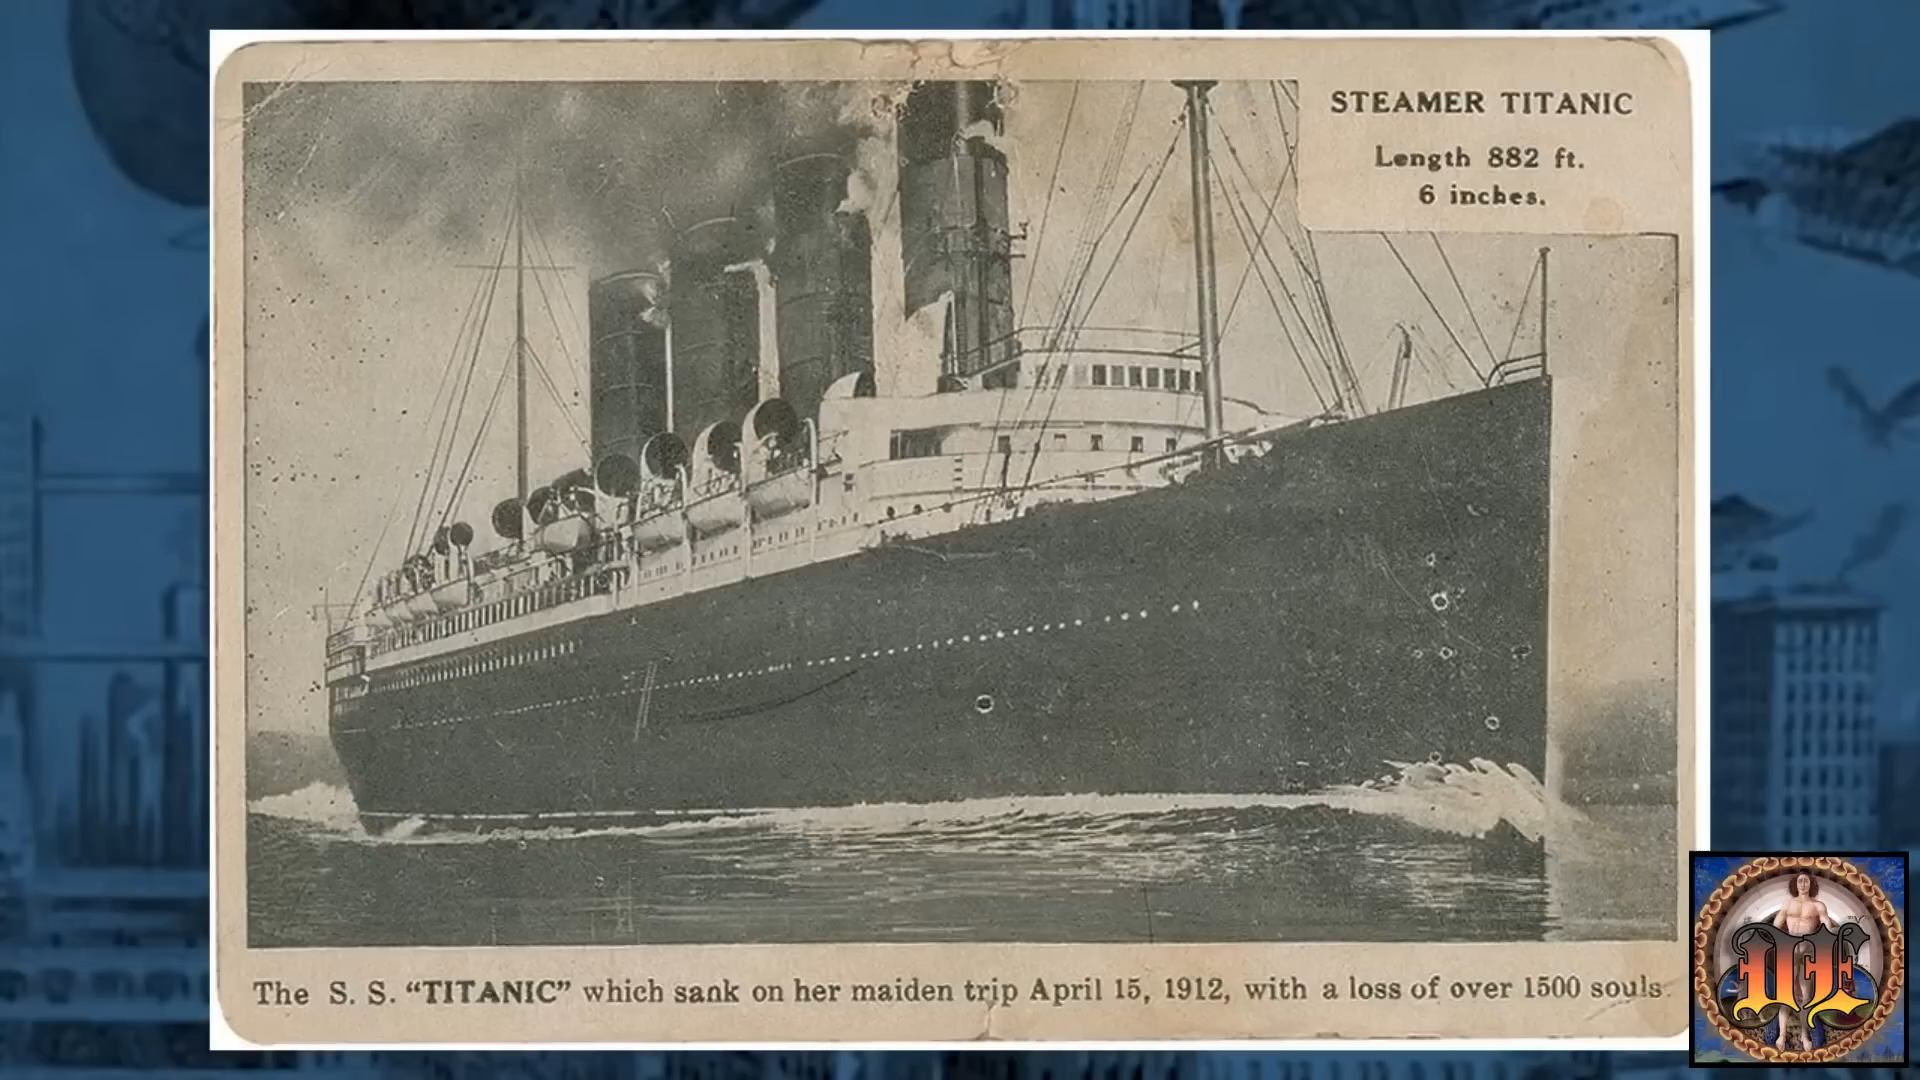 STEAMER TITANIC
Length 882 ft.
6 inches.
The S. S. “TITANIC” which sank on her maiden trip April 15, 1912, with a loss of over 1500 souls.